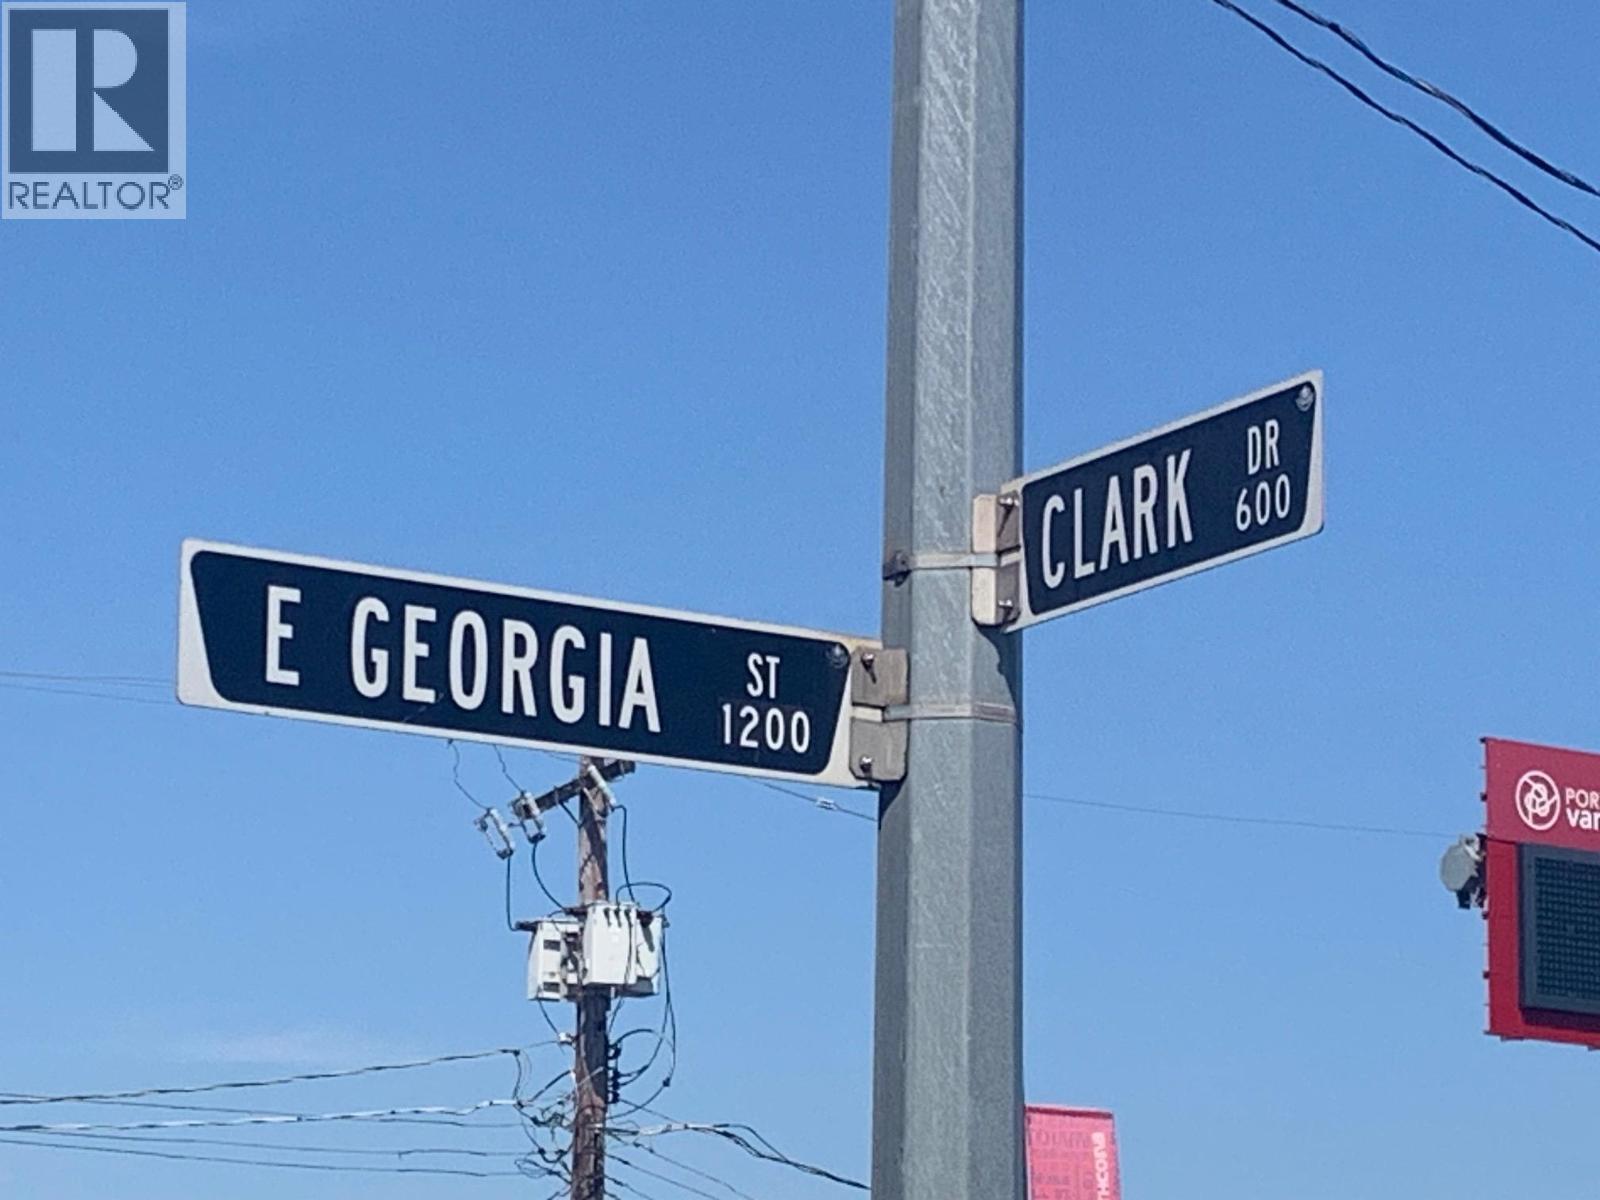 R
REALTOR®
CLARK DR
600
E GEORGIA ST
1200